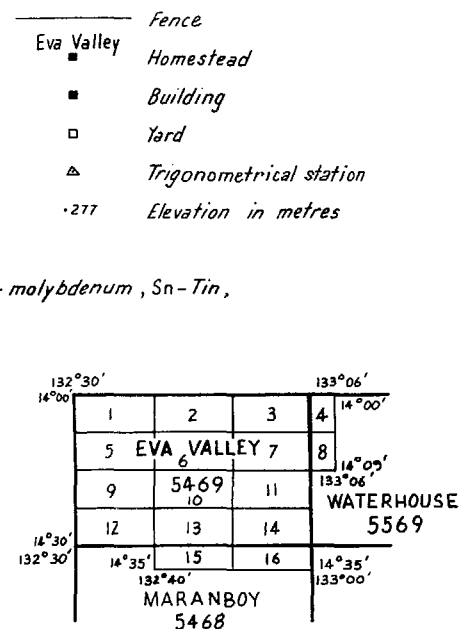 Fence
Eva Valley
Homestead
Building
Yard
Trigonometrical station
·277 Elevation in metres
- molybdenum , Sn - Tin ,
132°30' 133°06'
14°00' 14°00'
1 2 3 4
5 EVA VALLEY 7 8
6
14°09'
133°06'
9 5469 11
10
WATERHOUSE
5569
12 13 14
14°30'
132°30' 14°35' 15 16 14°35'
132°40' 133°00'
MARANBOY
5468